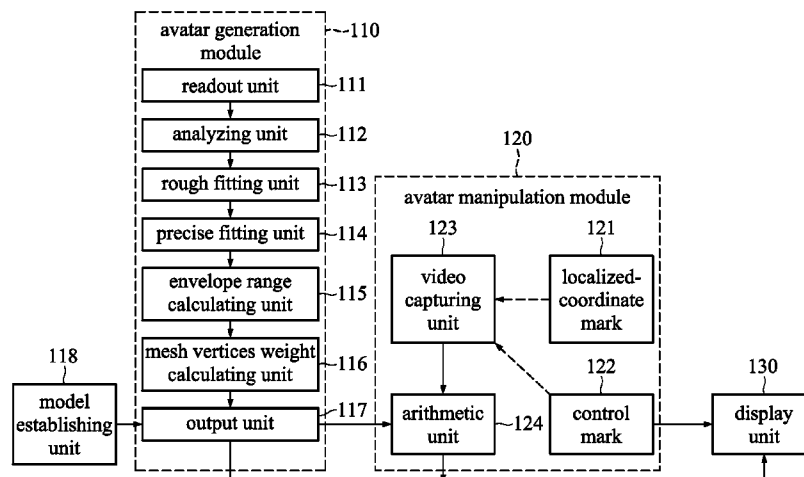 avatar generation
module
110
readout unit
111
analyzing unit
112
rough fitting unit
113
precise fitting unit
114
envelope range
calculating unit
115
mesh vertices weight
calculating unit
116
output unit
117
118
model
establishing
unit
120
avatar manipulation module
123
video
capturing
unit
121
localized-
coordinate
mark
arithmetic
unit
124
122
control
mark
130
display
unit